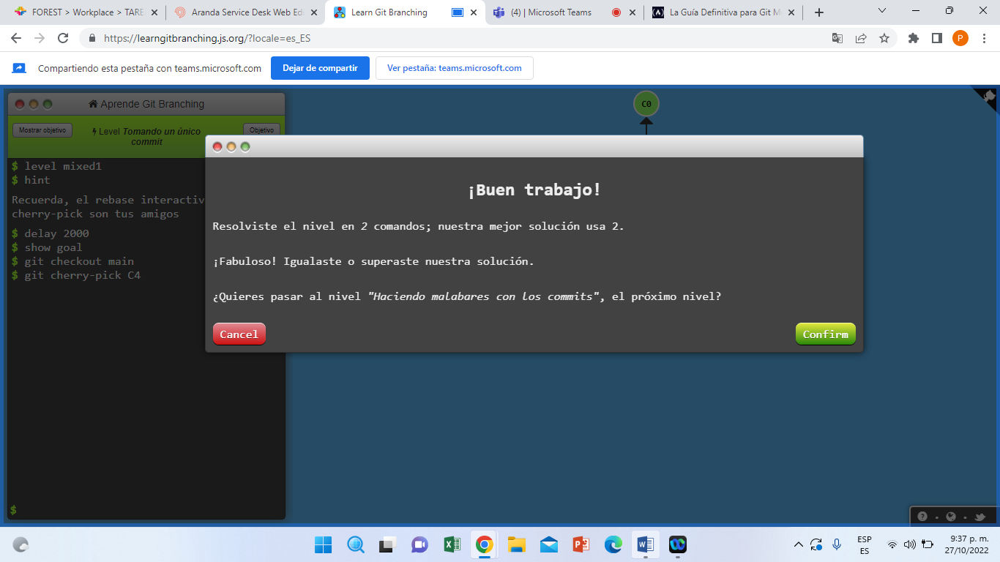 FOREST > Workplace > TARE
Aranda Service Desk Web Edi
Learn Git Branching
(4) | Microsoft Teams
La Guía Definitiva para Git M
https://learngitbranching.js.org/?locale=es_ES
P
Compartiendo esta pestaña con teams.microsoft.com
Dejar de compartir
Ver pestaña: teams.microsoft.com
Aprende Git Branching
Mostrar objetivo
Level Tomando un único
commit
Objetivo
$ level mixed1
$ hint
Recuerda, el rebase interactiv
cherry-pick son tus amigos
$ delay 2000
$ show goal
$ git checkout main
$ git cherry-pick C4
$
C0
¡Buen trabajo!
Resolviste el nivel en 2 comandos; nuestra mejor solución usa 2.
¡Fabuloso! Igualaste o superaste nuestra solución.
¿Quieres pasar al nivel "Haciendo malabares con los commits", el próximo nivel?
Cancel
Confirm
ESP
ES
9:37 p. m.
27/10/2022